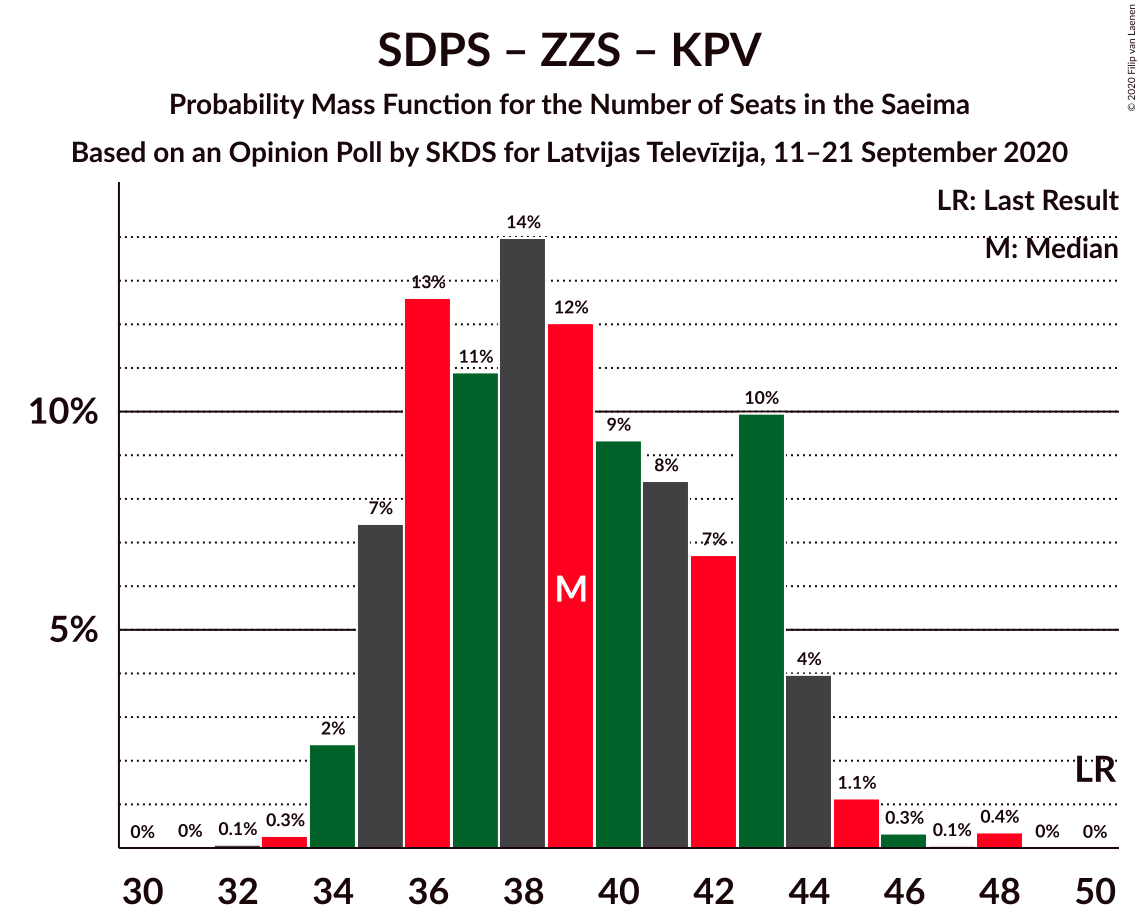 SDPS – ZZS – KPV
Probability Mass Function for the Number of Seats in the Saeima
Based on an Opinion Poll by SKDS for Latvijas Televīzija, 11–21 September 2020
© 2020 Filip van Laenen
LR: Last Result
M: Median
10%
5%
0%
0%
0.1%
0.3%
2%
7%
13%
11%
14%
12%
9%
8%
7%
10%
4%
1.1%
0.3%
0.1%
0.4%
0%
0%
M
LR
30 32 34 36 38 40 42 44 46 48 50